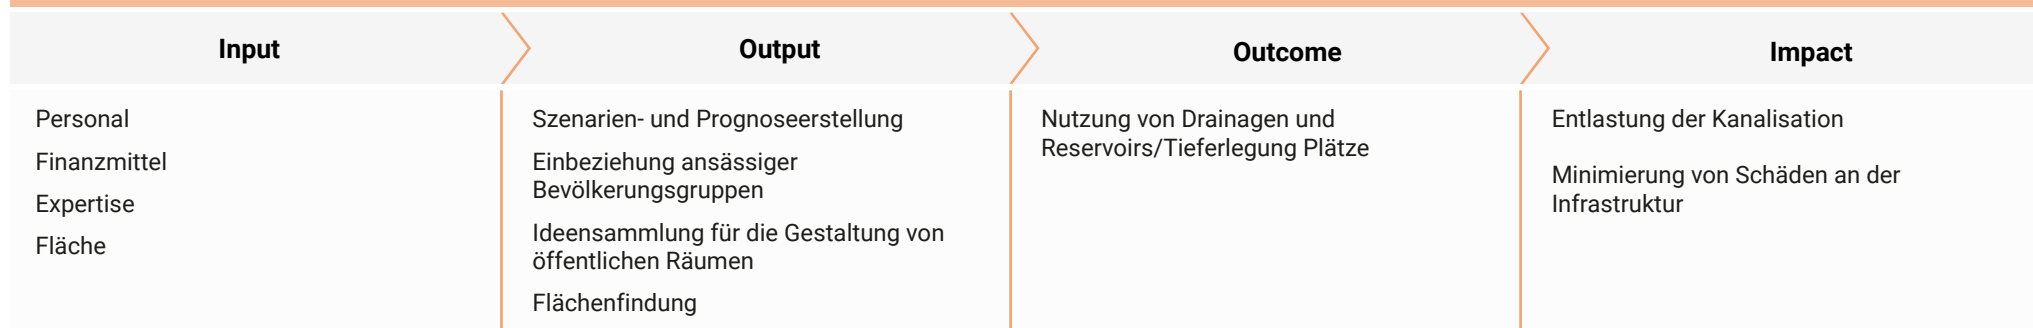 Input
Output
Outcome
Impact
Personal
Finanzmittel
Expertise
Fläche
Szenarien- und Prognoseerstellung
Einbeziehung ansässiger
Bevölkerungsgruppen
Ideensammlung für die Gestaltung von
öffentlichen Räumen
Flächenfindung
Nutzung von Drainagen und
Reservoirs/Tieferlegung Plätze
Entlastung der Kanalisation
Minimierung von Schäden an der
Infrastruktur